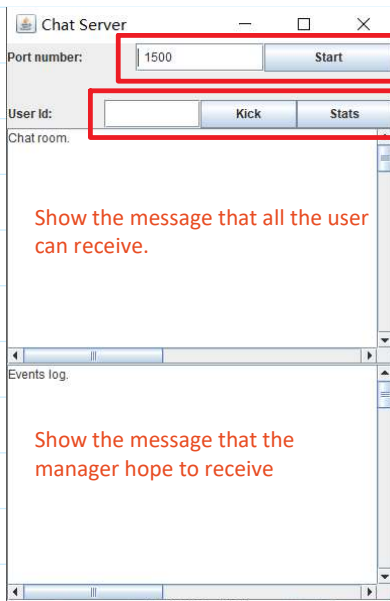 Chat Server
Port number: 1500 Start
User Id: Kick Stats
Chat room.
Show the message that all the user
can receive.
Events log.
Show the message that the
manager hope to receive